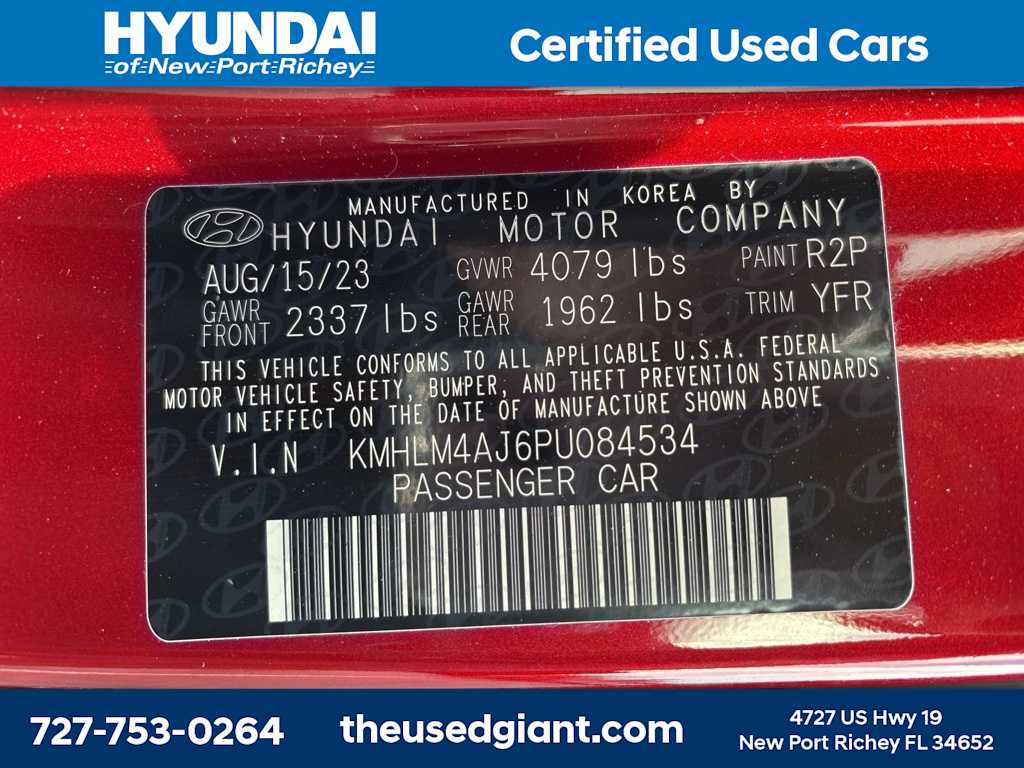 HYUNDAI
of New Port Richey
Certified Used Cars
MANUFACTURED IN KOREA BY
HYUNDAI MOTOR COMPANY
AUG/15/23 GVWR 4079 lbs PAINT R2P
GAWR FRONT 2337 lbs GAWR REAR 1962 lbs TRIM YFR
THIS VEHICLE CONFORMS TO ALL APPLICABLE U.S.A. FEDERAL
MOTOR VEHICLE SAFETY, BUMPER, AND THEFT PREVENTION STANDARDS
IN EFFECT ON THE DATE OF MANUFACTURE SHOWN ABOVE
V.I.N KMHLM4AJ6PU084534
PASSENGER CAR
727-753-0264
theusedgiant.com
4727 US Hwy 19
New Port Richey FL 34652